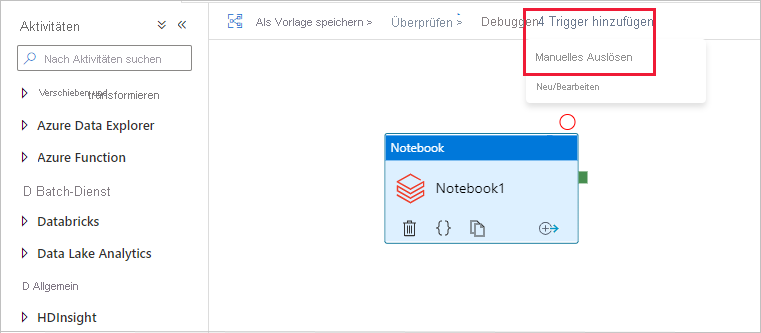 Aktivitäten
Nach Aktivitäten suchen
Verschieben und transformieren
Azure Data Explorer
Azure Function
D Batch-Dienst
Databricks
Data Lake Analytics
D Allgemein
HDInsight
Als Vorlage speichern > Überprüfen > Debuggen4 Trigger hinzufügen
Manuelles Auslösen
Neu/Bearbeiten
Notebook
Notebook1